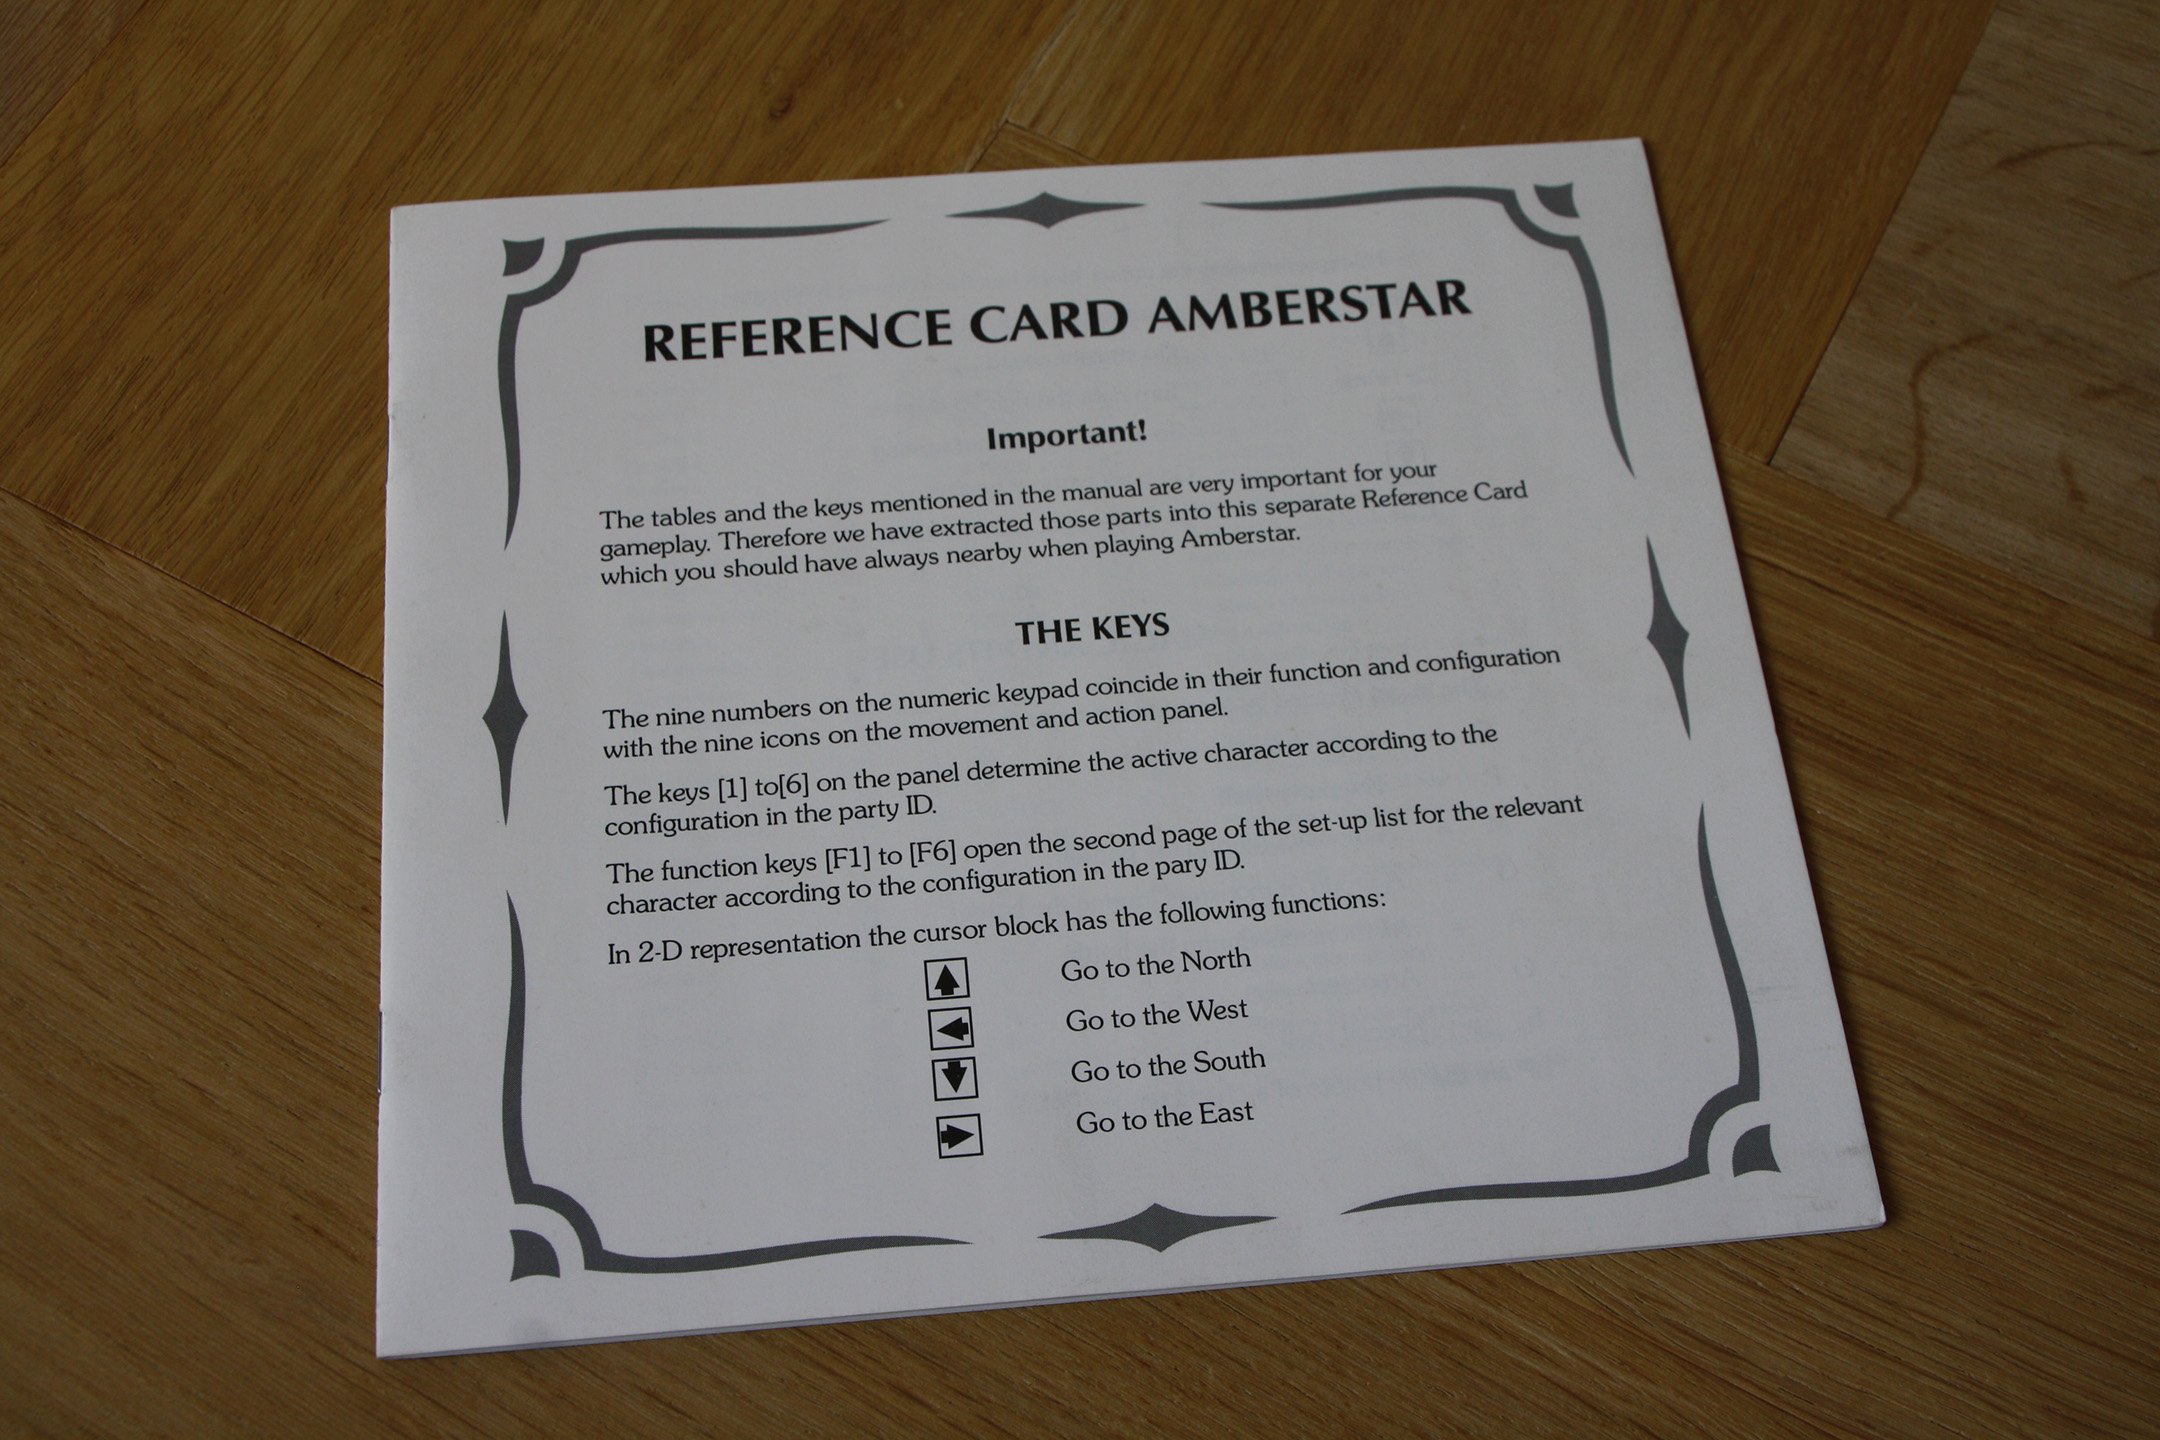 REFERENCE CARD AMBERSTAR
Important!
The tables and the keys mentioned in the manual are very important for your
gameplay. Therefore we have extracted those parts into this separate Reference Card
which you should have always nearby when playing Amberstar.
THE KEYS
The nine numbers on the numeric keypad coincide in their function and configuration
with the nine icons on the movement and action panel.
The keys [1] to[6] on the panel determine the active character according to the
configuration in the party ID.
The function keys [F1] to [F6] open the second page of the set-up list for the relevant
character according to the configuration in the pary ID.
In 2-D representation the cursor block has the following functions:
Go to the North
Go to the West
Go to the South
Go to the East